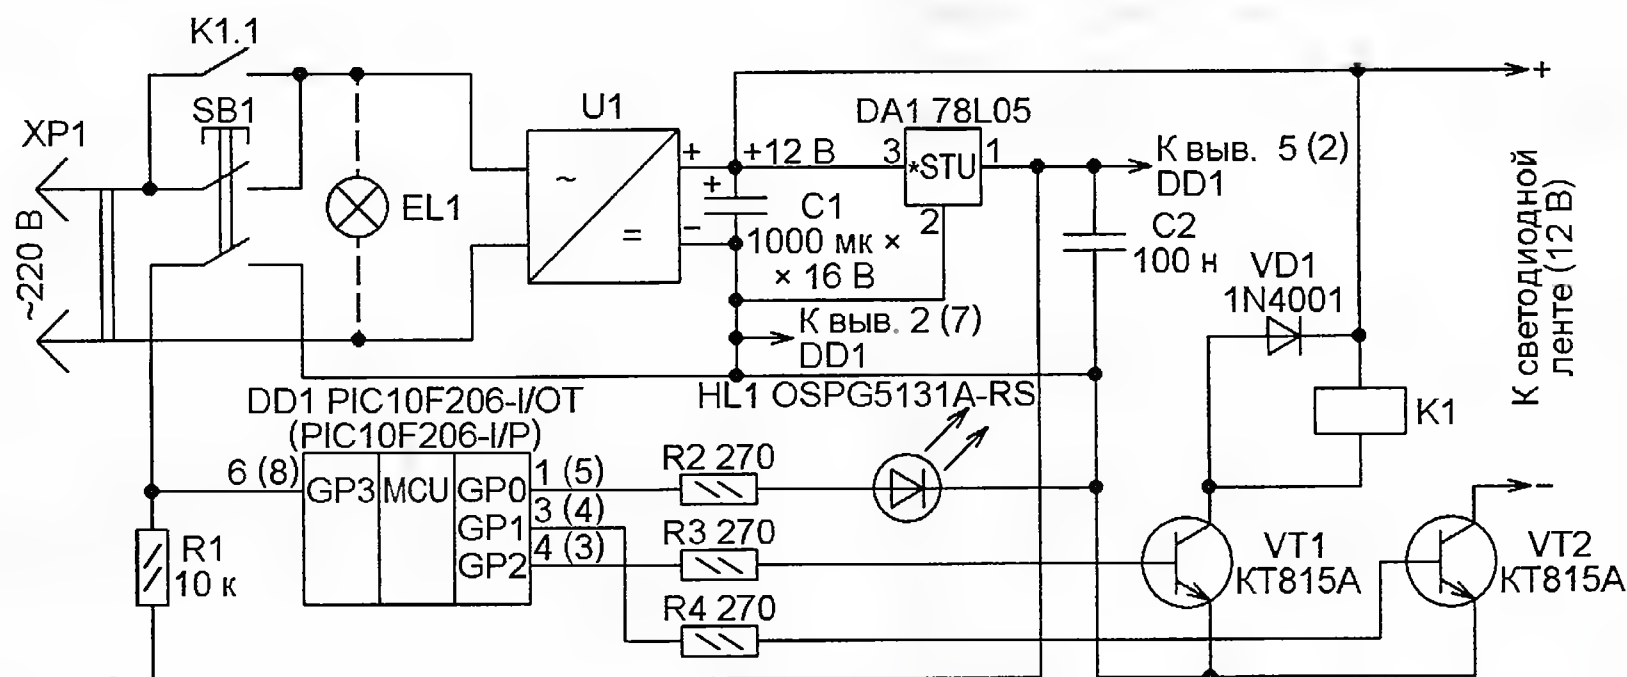 K1.1
SB1
XP1
~220 В
EL1
U1
~
=
+
−
+12 В
+
C1
1000 мк ×
× 16 В
DA1 78L05
3
*STU
1
2
К выв. 5 (2)
DD1
C2
100 н
К выв. 2 (7)
DD1
VD1
1N4001
+
К светодиодной
ленте (12 В)
K1
DD1 PIC10F206-I/OT
(PIC10F206-I/P)
HL1 OSPG5131A-RS
6 (8)
GP3
MCU
GP0
GP1
GP2
1 (5)
3 (4)
4 (3)
R2 270
R3 270
R4 270
R1
10 к
VT1
КТ815А
−
VT2
КТ815А